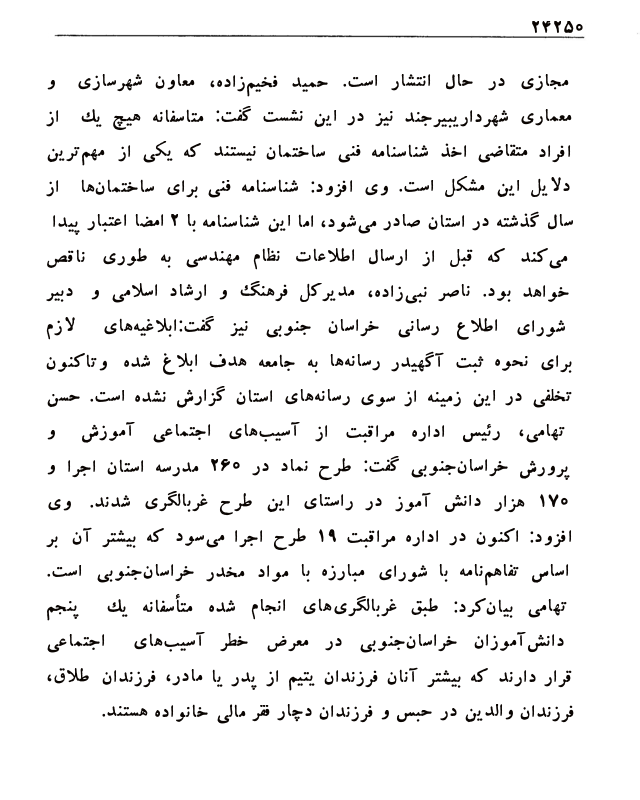 ۲۴۲۵۰
مجازی در حال انتشار است. حمید فخیم‌زاده، معاون شهرسازی و
معماری شهرداریبیرجند نیز در این نشست گفت: متاسفانه هیچ یك از
افراد متقاضی اخذ شناسنامه فنی ساختمان نیستند که یکی از مهم‌ترین
دلایل این مشکل است. وی افزود: شناسنامه فنی برای ساختمان‌ها از
سال گذشته در استان صادر می‌شود، اما این شناسنامه با ۲ امضا اعتبار پیدا
می‌کند که قبل از ارسال اطلاعات نظام مهندسی به طوری ناقص
خواهد بود. ناصر نبی‌زاده، مدیرکل فرهنگ و ارشاد اسلامی و دبیر
شورای اطلاع رسانی خراسان جنوبی نیز گفت:ابلاغیه‌های لازم
برای نحوه ثبت آگهیدر رسانه‌ها به جامعه هدف ابلاغ شده وتاکنون
تخلفی در این زمینه از سوی رسانه‌های استان گزارش نشده است. حسن
تهامی، رئیس اداره مراقبت از آسیب‌های اجتماعی آموزش و
پرورش خراسان‌جنوبی گفت: طرح نماد در ۲۶۰ مدرسه استان اجرا و
۱۷۰ هزار دانش آموز در راستای این طرح غربالگری شدند. وی
افزود: اکنون در اداره مراقبت ۱۹ طرح اجرا می‌سود که بیشتر آن بر
اساس تفاهم‌نامه با شورای مبارزه با مواد مخدر خراسان‌جنوبی است.
تهامی بیان‌کرد: طبق غربالگری‌های انجام شده متأسفانه یك پنجم
دانش‌آموزان خراسان‌جنوبی در معرض خطر آسیب‌های اجتماعی
قرار دارند که بیشتر آنان فرزندان یتیم از پدر یا مادر، فرزندان طلاق،
فرزندان والدین در حبس و فرزندان دچار فقر مالی خانواده هستند.